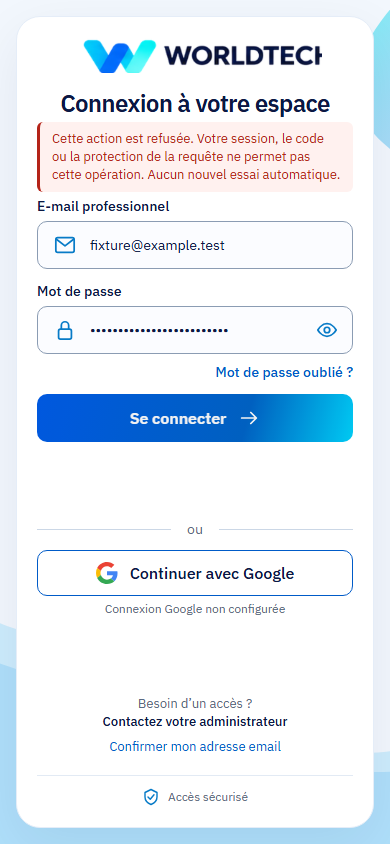 WORLDTECH
Connexion à votre espace
Cette action est refusée. Votre session, le code
ou la protection de la requête ne permet pas
cette opération. Aucun nouvel essai automatique.
E-mail professionnel
fixture@example.test
Mot de passe
Mot de passe oublié ?
Se connecter
ou
Continuer avec Google
Connexion Google non configurée
Besoin d’un accès ?
Contactez votre administrateur
Confirmer mon adresse email
Accès sécurisé